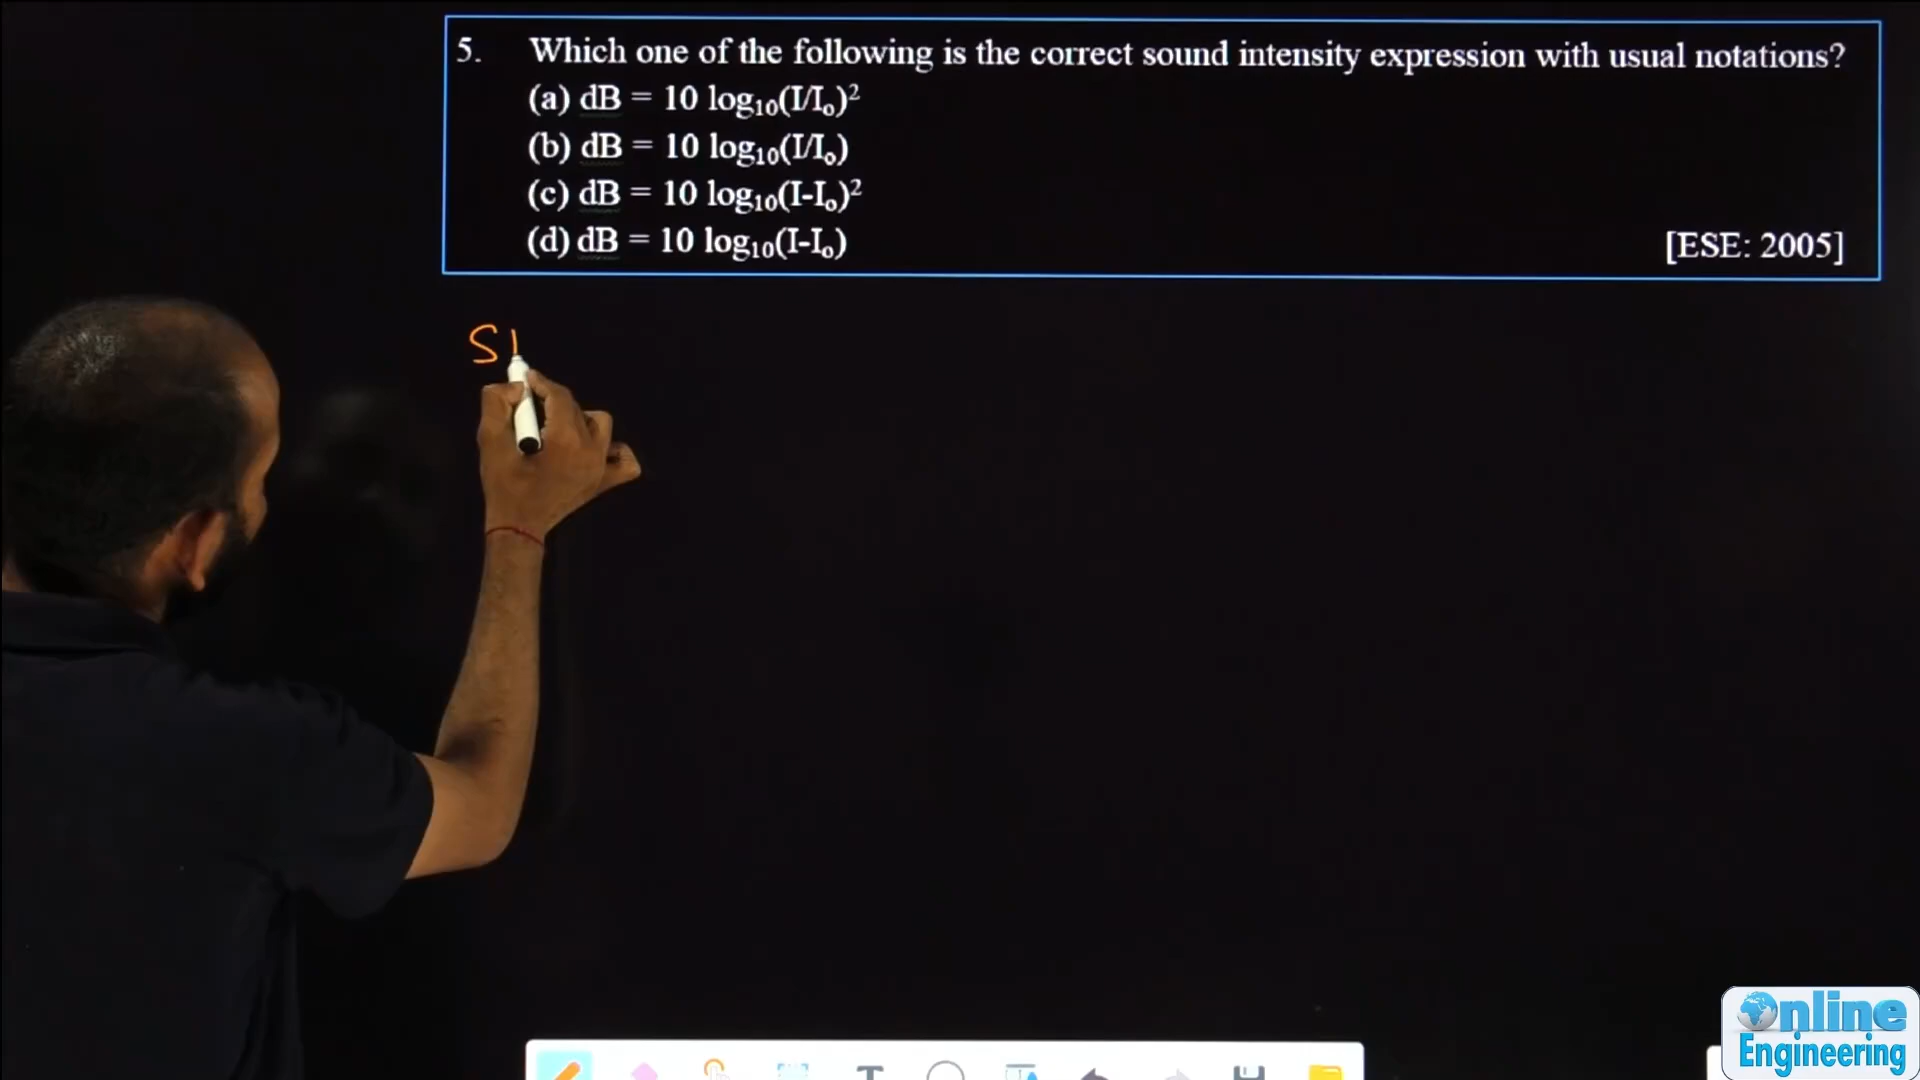 5. Which one of the following is the correct sound intensity expression with usual notations?
(a) dB = 10 log₁₀(I/Iₒ)²
(b) dB = 10 log₁₀(I/Iₒ)
(c) dB = 10 log₁₀(I-Iₒ)²
(d) dB = 10 log₁₀(I-Iₒ)
[ESE: 2005]
SI
T
Online
Engineering